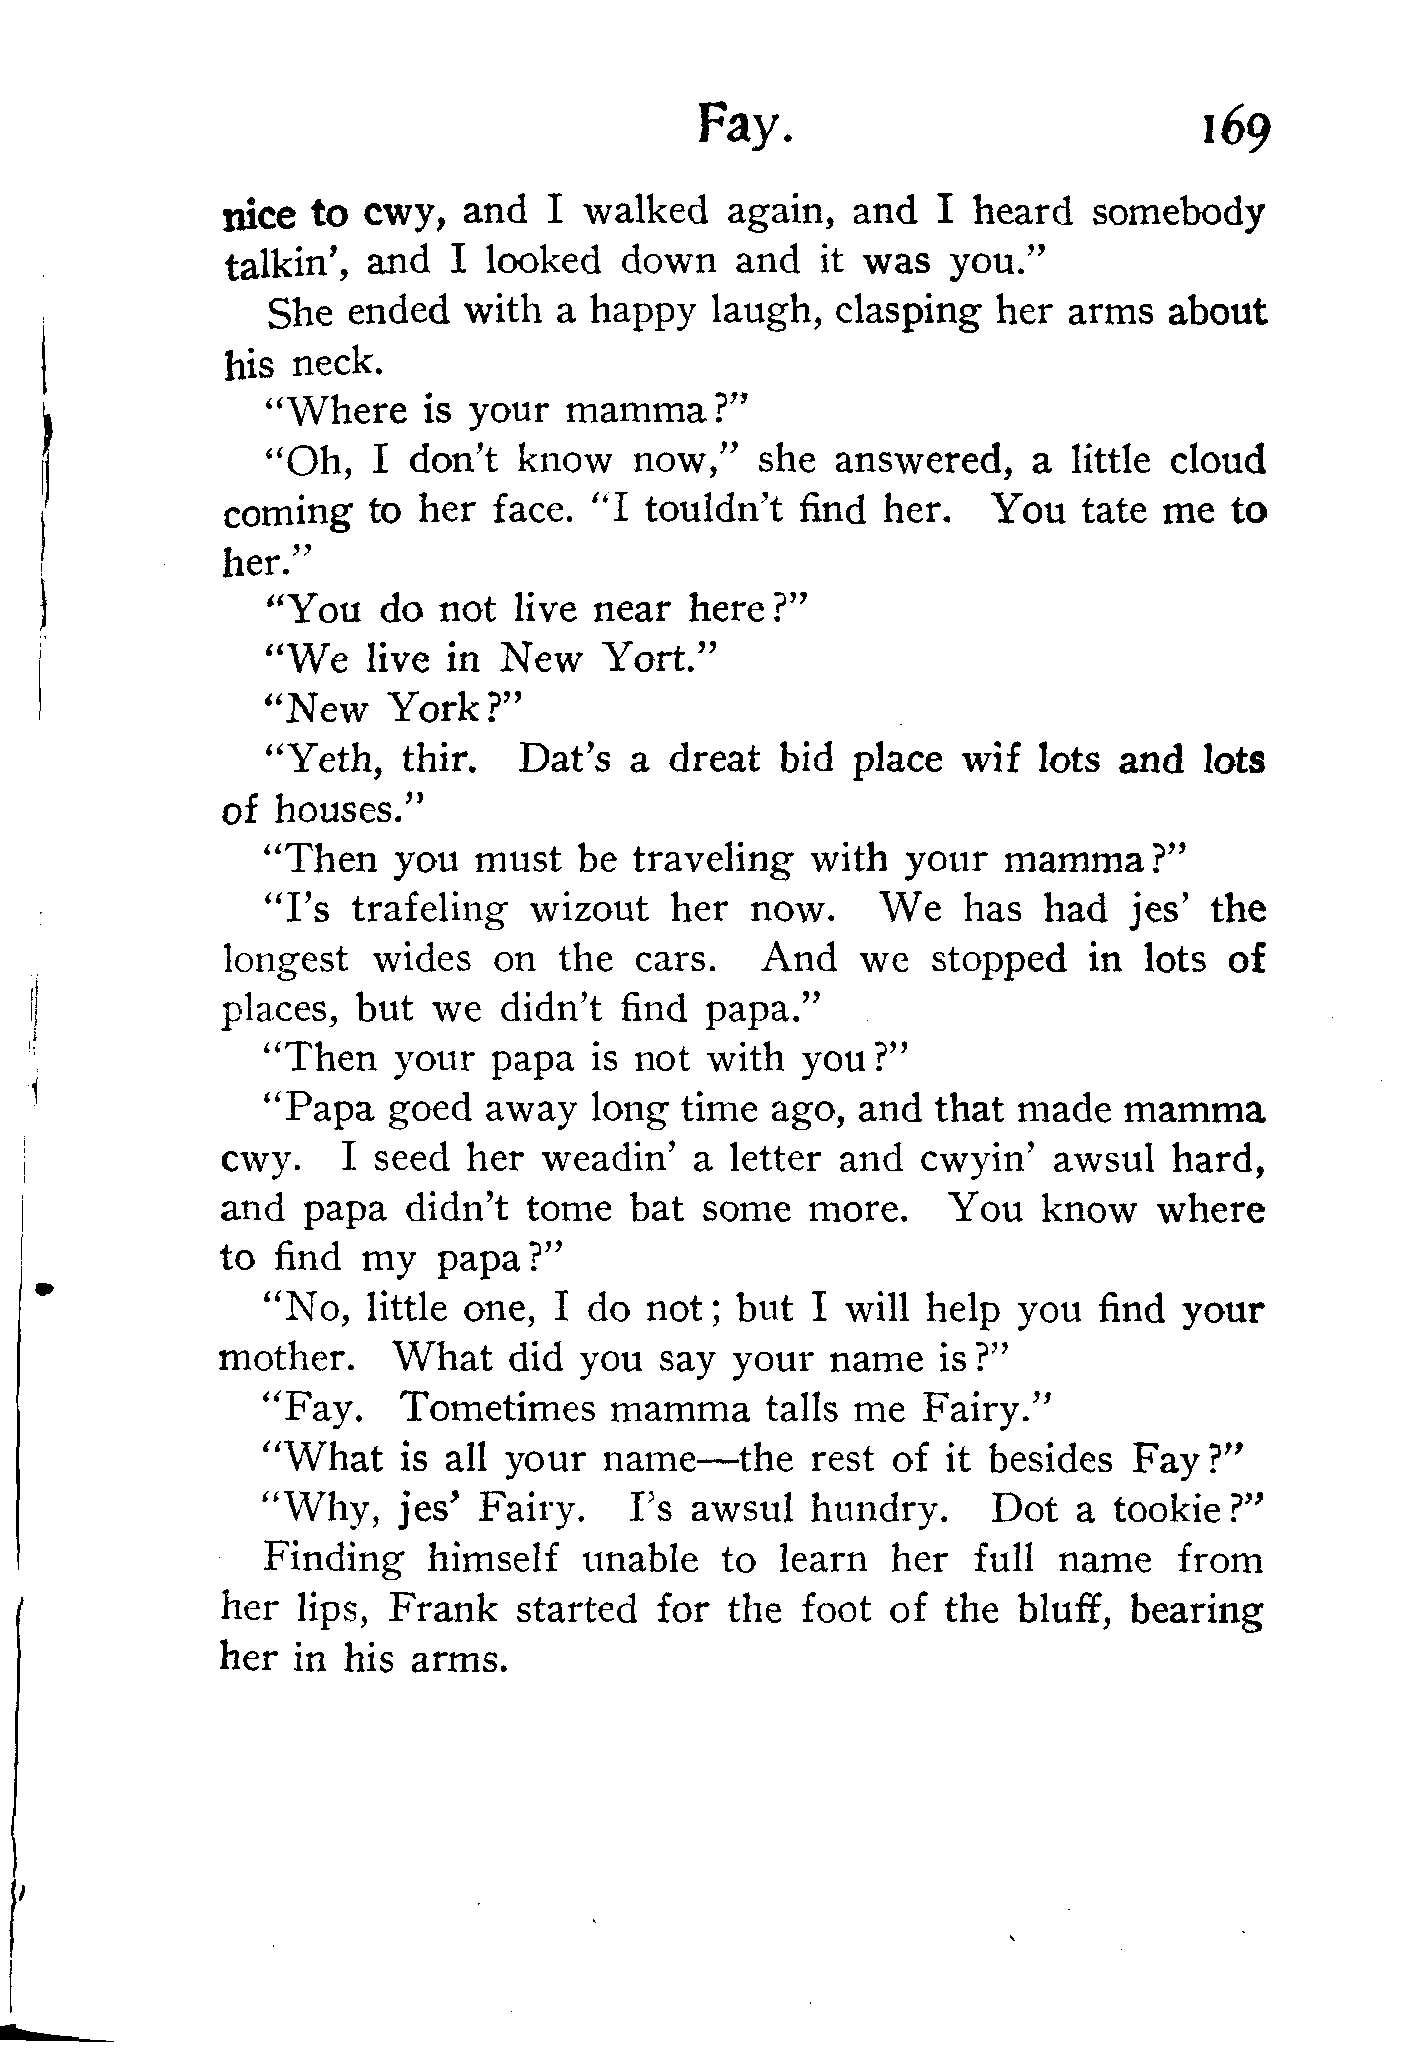 Fay. 169
nice to cwy, and I walked again, and I heard somebody
talkin', and I looked down and it was you."
She ended with a happy laugh, clasping her arms about
his neck.
"Where is your mamma?"
"Oh, I don't know now," she answered, a little cloud
coming to her face. "I touldn't find her. You tate me to
her."
"You do not live near here?"
"We live in New Yort."
"New York?"
"Yeth, thir. Dat's a dreat bid place wif lots and lots
of houses."
"Then you must be traveling with your mamma?"
"I's trafeling wizout her now. We has had jes' the
longest wides on the cars. And we stopped in lots of
places, but we didn't find papa."
"Then your papa is not with you?"
"Papa goed away long time ago, and that made mamma
cwy. I seed her weadin' a letter and cwyin' awsul hard,
and papa didn't tome bat some more. You know where
to find my papa?"
"No, little one, I do not; but I will help you find your
mother. What did you say your name is?"
"Fay. Tometimes mamma talls me Fairy."
"What is all your name—the rest of it besides Fay?"
"Why, jes' Fairy. I's awsul hundry. Dot a tookie?"
Finding himself unable to learn her full name from
her lips, Frank started for the foot of the bluff, bearing
her in his arms.